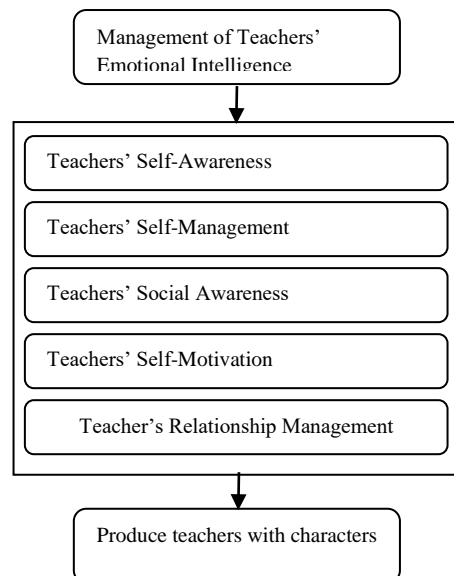 Management of Teachers’
Emotional Intelligence
Teachers’ Self-Awareness
Teachers’ Self-Management
Teachers’ Social Awareness
Teachers’ Self-Motivation
Teacher’s Relationship Management
Produce teachers with characters